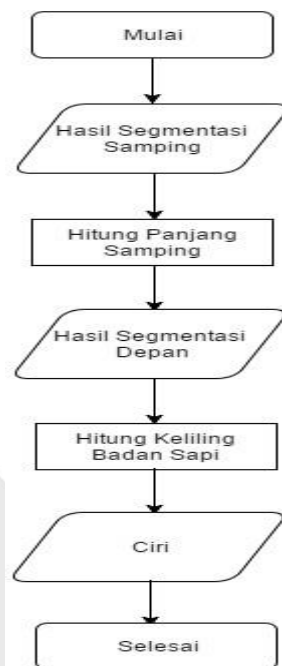 Mulai
Hasil Segmentasi
Samping
Hitung Panjang
Samping
Hasil Segmentasi
Depan
Hitung Keliling
Badan Sapi
Ciri
Selesai